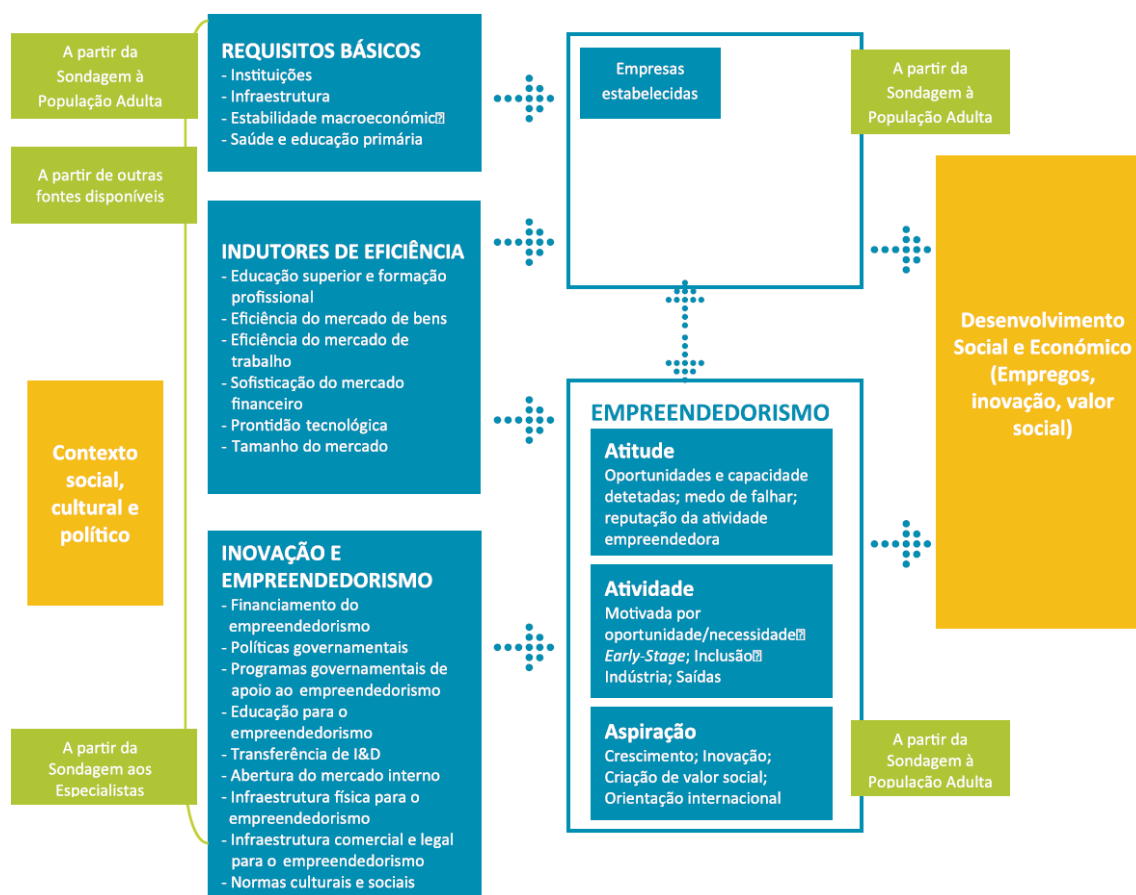 A partir da
Sondagem à
População Adulta
A partir de outras
fontes disponíveis
Contexto
social,
cultural e
político
A partir da
Sondagem aos
Especialistas
REQUISITOS BÁSICOS
- Instituições
- Infraestrutura
- Estabilidade macroeconómic
- Saúde e educação primária
INDUTORES DE EFICIÊNCIA
- Educação superior e formação
profissional
- Eficiência do mercado de bens
- Eficiência do mercado de
trabalho
- Sofisticação do mercado
financeiro
- Prontidão tecnológica
- Tamanho do mercado
INOVAÇÃO E
EMPREENDEDORISMO
- Financiamento do
empreendedorismo
- Políticas governamentais
- Programas governamentais de
apoio ao empreendedorismo
- Educação para o
empreendedorismo
- Transferência de I&D
- Abertura do mercado interno
- Infraestrutura física para o
empreendedorismo
- Infraestrutura comercial e legal
para o empreendedorismo
- Normas culturais e sociais
Empresas
estabelecidas
A partir da
Sondagem à
População Adulta
EMPREENDEDORISMO
Atitude
Oportunidades e capacidade
detetadas; medo de falhar;
reputação da atividade
empreendedora
Atividade
Motivada por
oportunidade/necessidade
Early-Stage; Inclusão
Indústria; Saídas
Aspiração
Crescimento; Inovação;
Criação de valor social;
Orientação internacional
A partir da
Sondagem à
População Adulta
Desenvolvimento
Social e Económico
(Empregos,
inovação, valor
social)